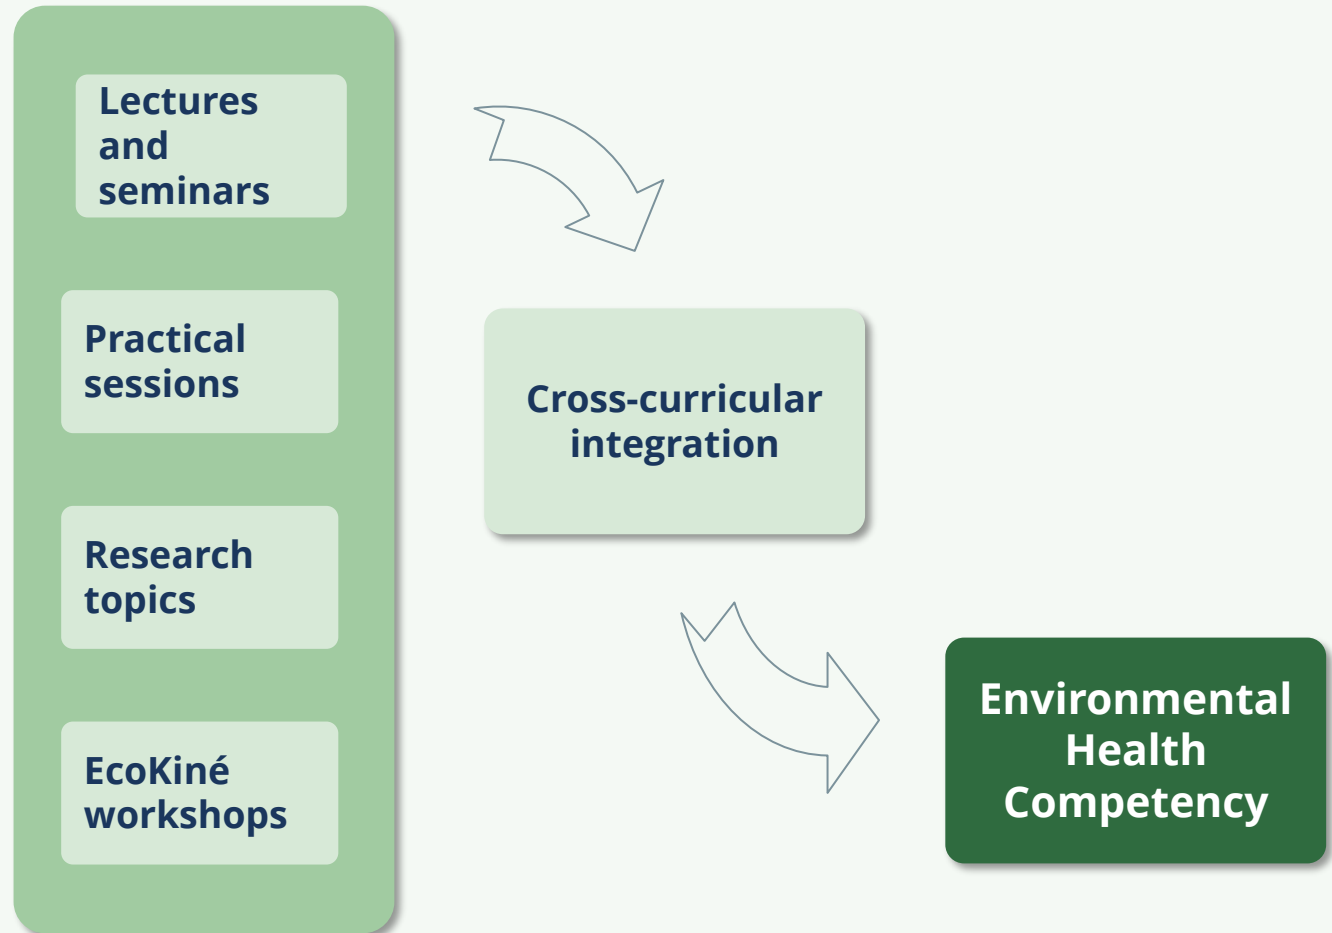 Lectures
and
seminars
Practical
sessions
Research
topics
EcoKiné
workshops
Cross-curricular
integration
Environmental
Health
Competency